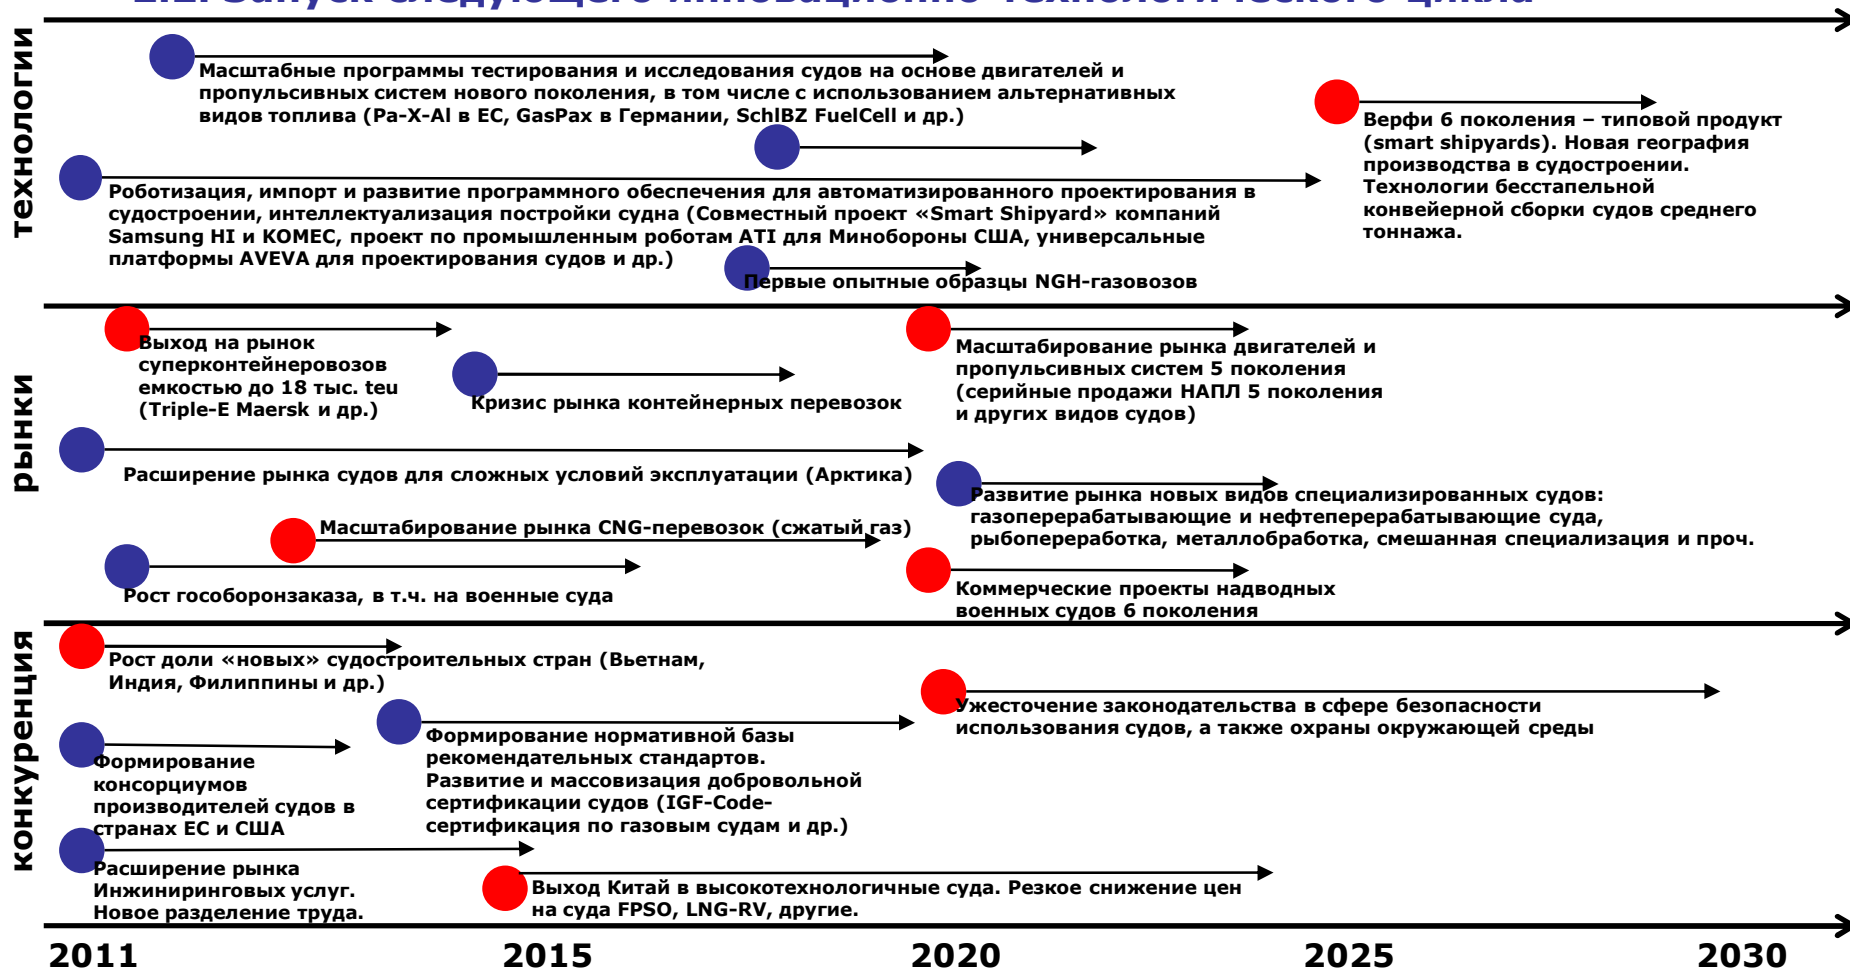 2.2. Запуск следующего инновационно-технологического цикла
технологии
Масштабные программы тестирования и исследования судов на основе двигателей и
пропульсивных систем нового поколения, в том числе с использованием альтернативных
видов топлива (Pa-X-Al в ЕС, GasPax в Германии, SchlBZ FuelCell и др.)
Верфи 6 поколения – типовой продукт
(smart shipyards). Новая география
производства в судостроении.
Технологии бесстапельной
конвейерной сборки судов среднего
тоннажа.
Роботизация, импорт и развитие программного обеспечения для автоматизированного проектирования в
судостроении, интеллектуализация постройки судна (Совместный проект «Smart Shipyard» компаний
Samsung HI и KOMEC, проект по промышленным роботам ATI для Минобороны США, универсальные
платформы AVEVA для проектирования судов и др.)
Первые опытные образцы NGH-газовозов
рынки
Выход на рынок
суперконтейнеровозов
емкостью до 18 тыс. teu
(Triple-E Maersk и др.)
Кризис рынка контейнерных перевозок
Масштабирование рынка двигателей и
пропульсивных систем 5 поколения
(серийные продажи НАПЛ 5 поколения
и других видов судов)
Расширение рынка судов для сложных условий эксплуатации (Арктика)
Развитие рынка новых видов специализированных судов:
газоперерабатывающие и нефтеперерабатывающие суда,
рыбопереработка, металлобработка, смешанная специализация и проч.
Масштабирование рынка CNG-перевозок (сжатый газ)
Рост гособоронзаказа, в т.ч. на военные суда
Коммерческие проекты надводных
военных судов 6 поколения
конкуренция
Рост доли «новых» судостроительных стран (Вьетнам,
Индия, Филиппины и др.)
Ужесточение законодательства в сфере безопасности
использования судов, а также охраны окружающей среды
Формирование
консорциумов
производителей судов в
странах ЕС и США
Формирование нормативной базы
рекомендательных стандартов.
Развитие и массовизация добровольной
сертификации судов (IGF-Code-
сертификация по газовым судам и др.)
Расширение рынка
Инжиниринговых услуг.
Новое разделение труда.
Выход Китай в высокотехнологичные суда. Резкое снижение цен
на суда FPSO, LNG-RV, другие.
2011
2015
2020
2025
2030